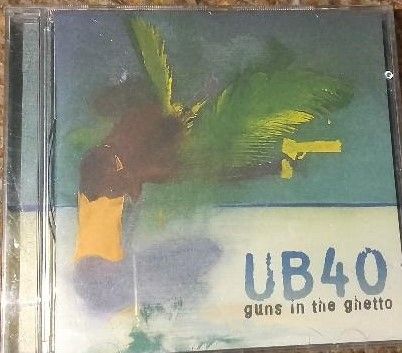 UB40
guns in the ghetto